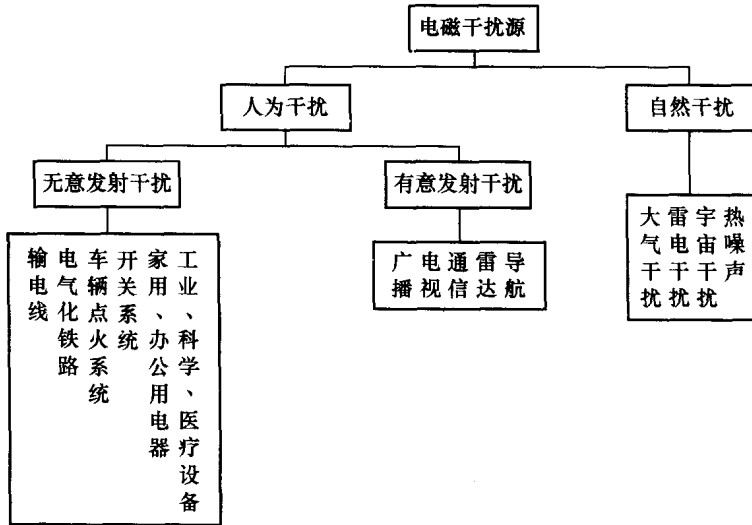 电磁干扰源
人为干扰
自然干扰
无意发射干扰
有意发射干扰
输电线
电气化铁路
车辆点火系统
开关系统
家用、办公用电器
工业、科学、医疗设备
广播
电视
通信
雷达
导航
大气干扰
雷电干扰
宇宙干扰
热噪声